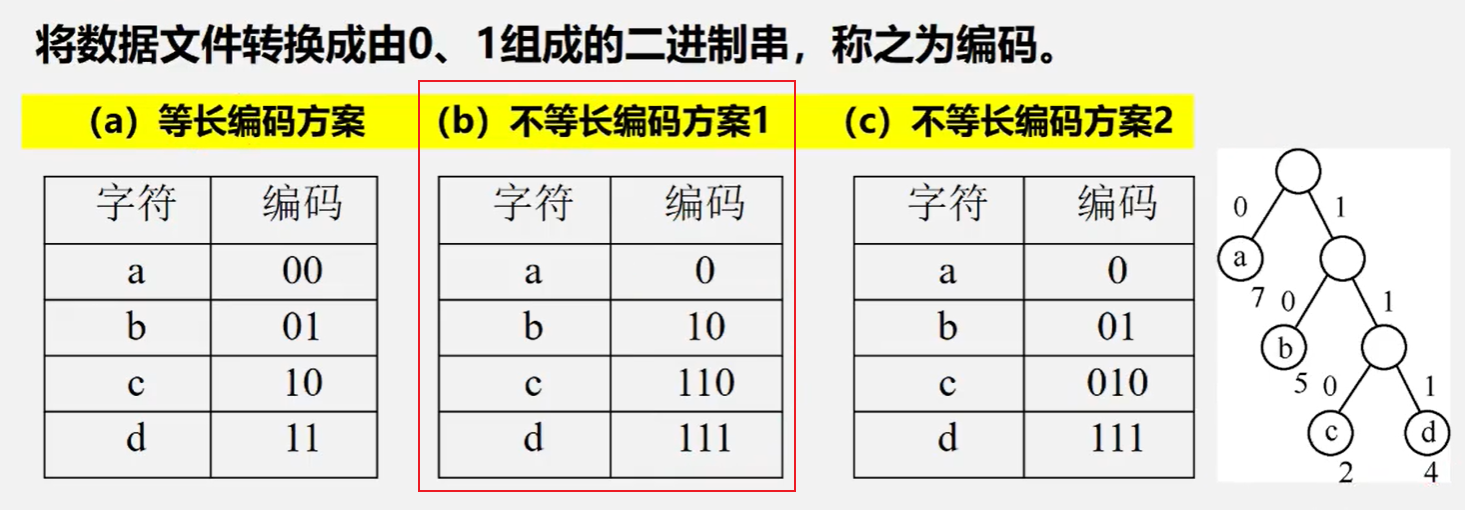 将数据文件转换成由0、1组成的二进制串，称之为编码。
（a）等长编码方案
字符 编码
a 00
b 01
c 10
d 11
（b）不等长编码方案1
字符 编码
a 0
b 10
c 110
d 111
（c）不等长编码方案2
字符 编码
a 0
b 01
c 010
d 111
0 1
a
7 0 1
b
5 0 1
c d
2 4